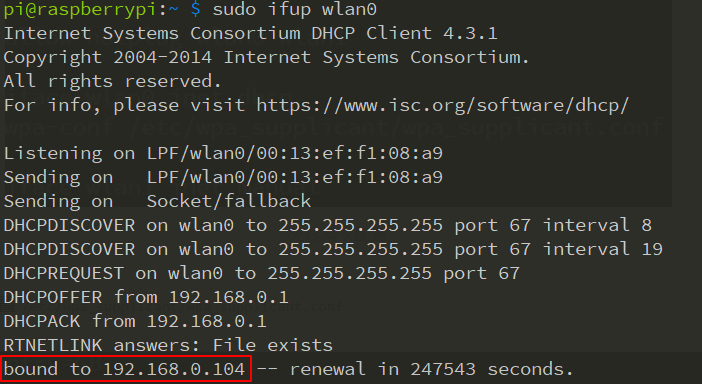 pi@raspberrypi:~ $ sudo ifup wlan0
Internet Systems Consortium DHCP Client 4.3.1
Copyright 2004-2014 Internet Systems Consortium.
All rights reserved.
For info, please visit https://www.isc.org/software/dhcp/
wpa-conf /etc/wpa_supplicant/wpa_supplicant.conf
Listening on LPF/wlan0/00:13:ef:f1:08:a9
Sending on   LPF/wlan0/00:13:ef:f1:08:a9
Sending on   Socket/fallback
DHCPDISCOVER on wlan0 to 255.255.255.255 port 67 interval 8
DHCPDISCOVER on wlan0 to 255.255.255.255 port 67 interval 19
DHCPREQUEST on wlan0 to 255.255.255.255 port 67
DHCPOFFER from 192.168.0.1
DHCPACK from 192.168.0.1
RTNETLINK answers: File exists
bound to 192.168.0.104 -- renewal in 247543 seconds.